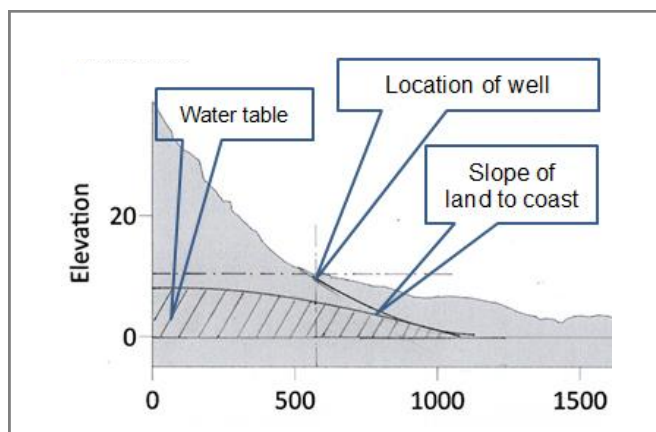 Location of well
Water table
Slope of
land to coast
Elevation
20
0
0
500
1000
1500